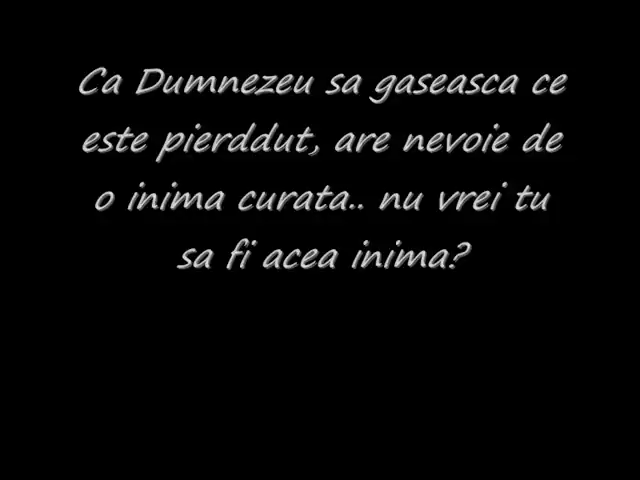 Ca Dumnezeu sa gaseasca ce
este pierddut, are nevoie de
o inima curata.. nu vrei tu
sa fi acea inima?